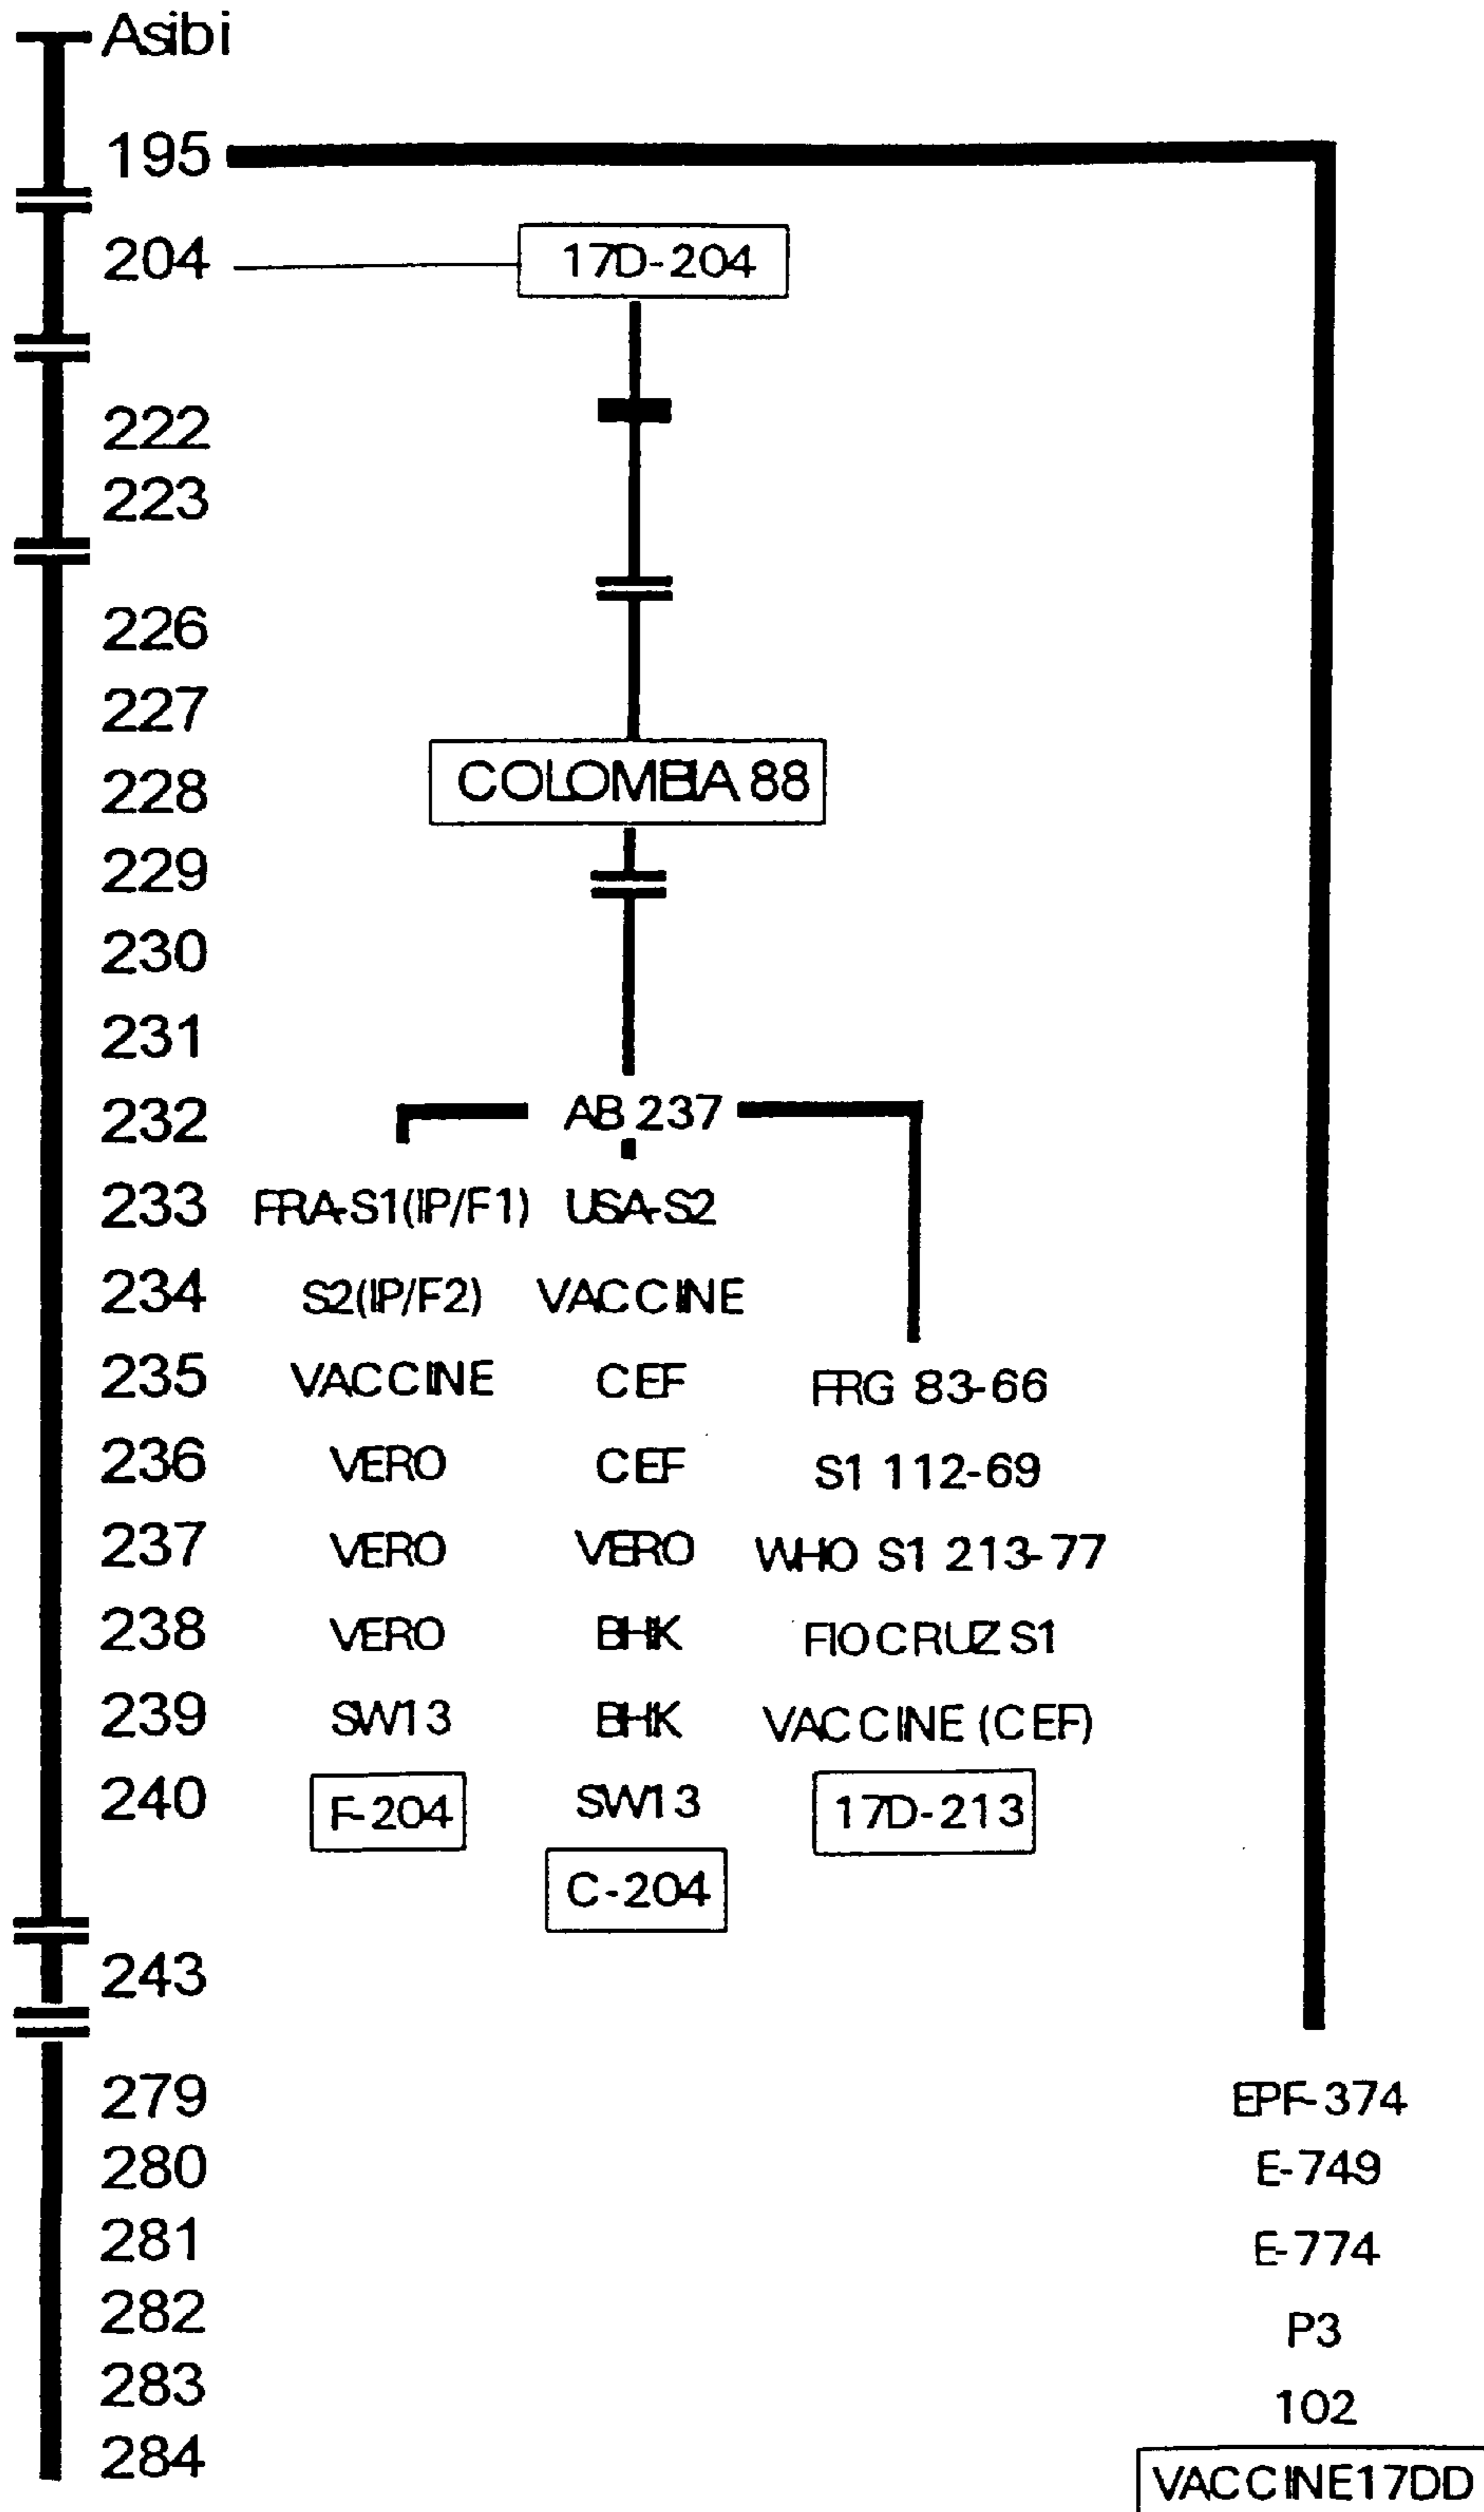 Asibi
195
204 17D-204
222
223
226
227
228 COLOMBIA 88
229
230
231
232 AB 237
233 FRA-S1(IP/F1) USA-S2
234 S2(IP/F2) VACCINE
235 VACCINE CEF FRG 83-66
236 VERO CEF S1 112-69
237 VERO VERO WHO S1 213-77
238 VERO BHK FIOCRUZ S1
239 SW13 BHK VACCINE (CEF)
240 F-204 SW13 17D-213
C-204
243
279 EPF-374
280 E-749
281 E-774
282 P3
283 102
284 VACCINE17DD